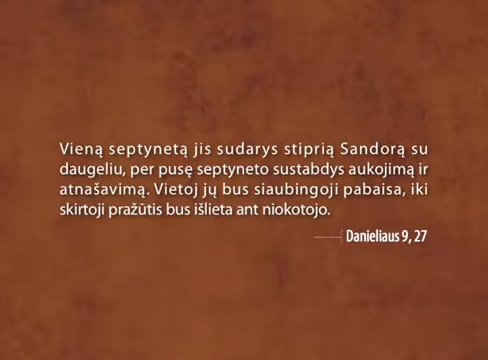 Vieną septynetą jis sudarys stiprią Sandorą su
daugeliu, per pusę septyneto sustabdys aukojimą ir
atnašavimą. Vietoj jų bus siaubingoji pabaisa, iki
skirtoji pražūtis bus išlieta ant niokotojo.
Danieliaus 9, 27